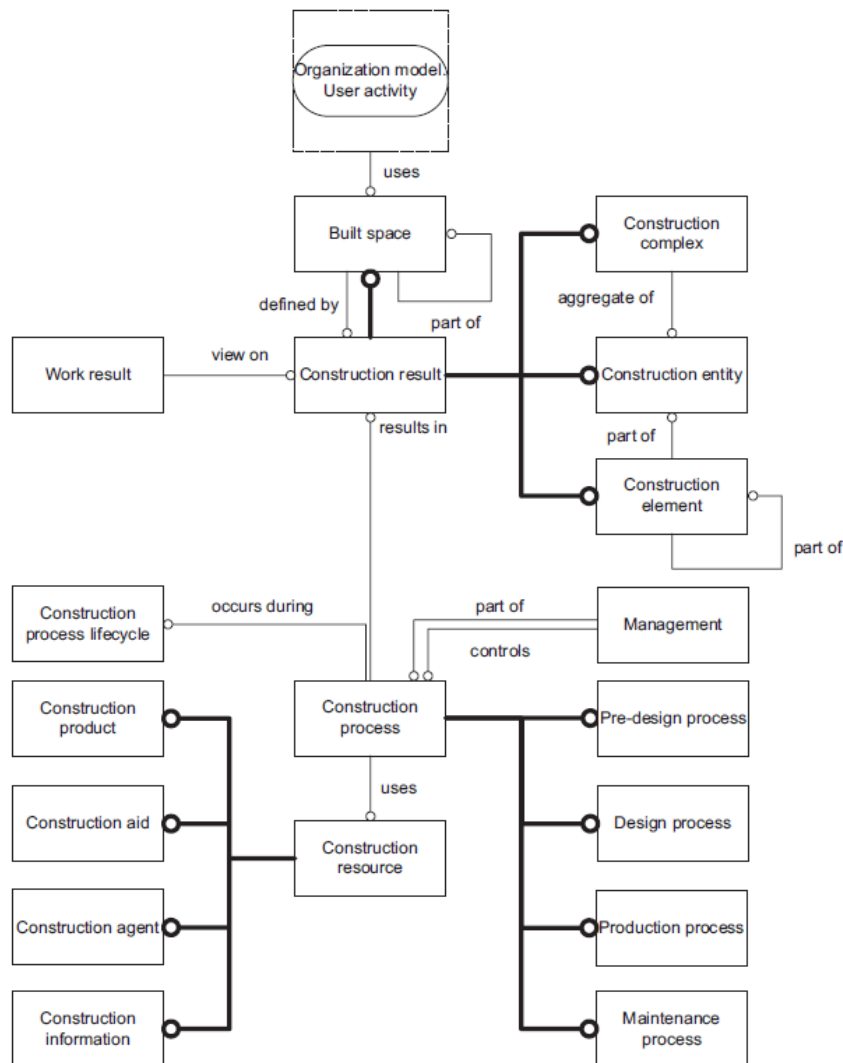 Organization model.
User activity
uses
Built space
Construction
complex
defined by
part of
aggregate of
Work result
view on
Construction result
Construction entity
results in
part of
Construction
element
part of
Construction
process lifecycle
occurs during
part of
controls
Management
Construction
product
Construction
process
Pre-design process
uses
Construction aid
Construction
resource
Design process
Construction agent
Production process
Construction
information
Maintenance
process